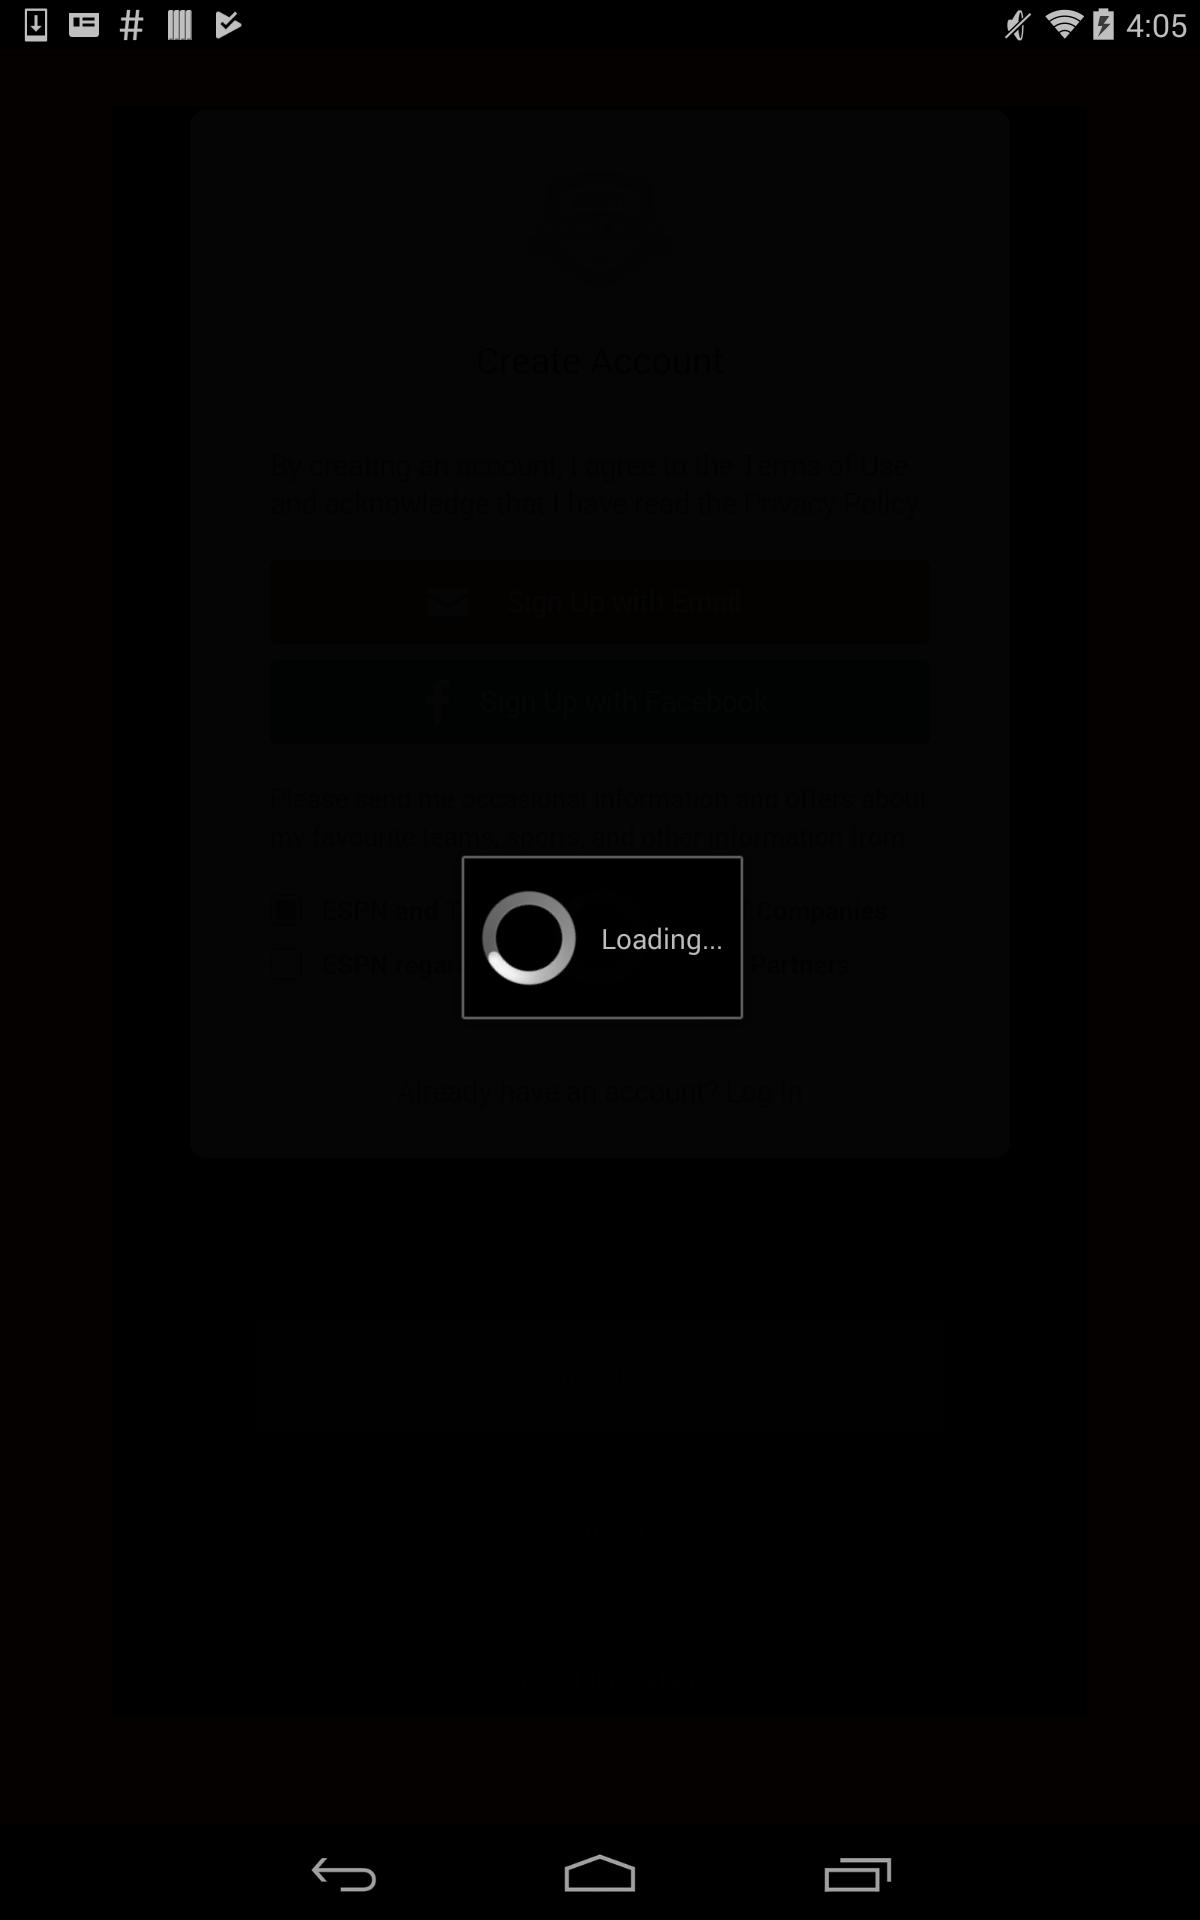 4:05
Create Account
By creating an account, I agree to the Terms of Use
and acknowledge that I have read the Privacy Policy
Sign Up with Email
Sign Up with Facebook
Please send me occasional information and offers about
my favourite teams, sports, and other information from
ESPN and Companies
Loading...
ESPN Partners
Already have an account? Log In